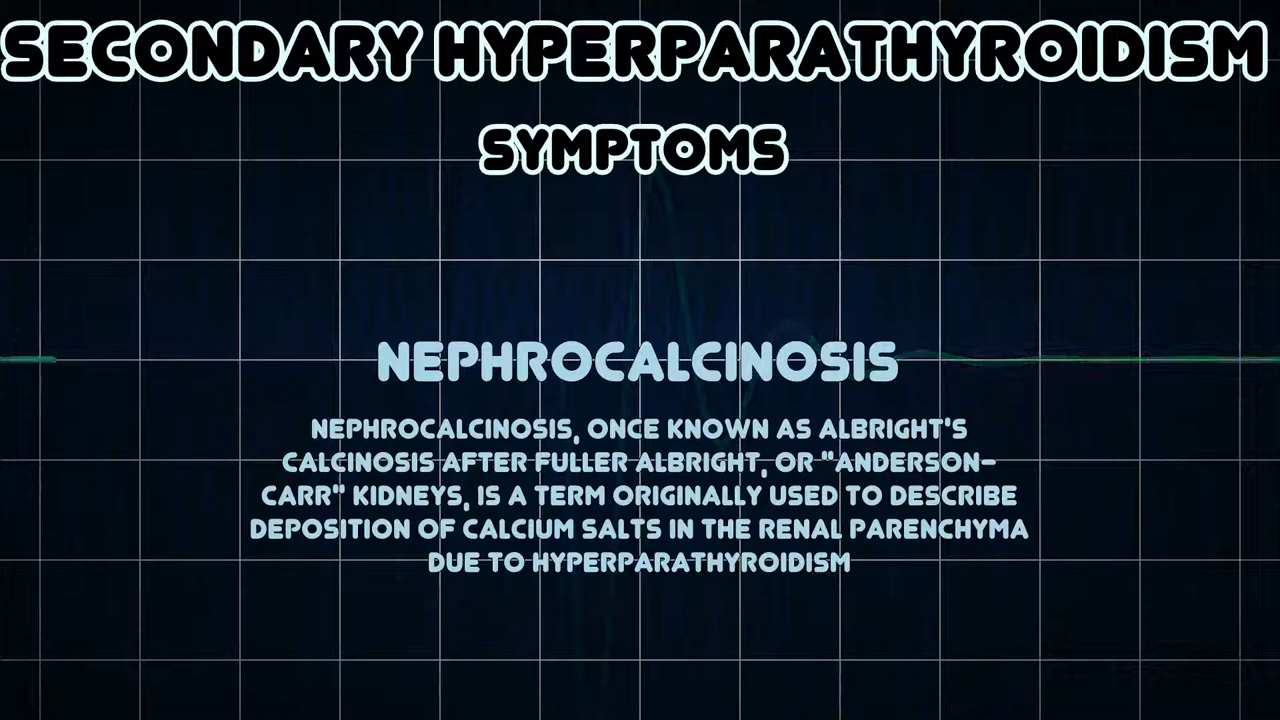 SECONDARY HYPERPARATHYROIDISM
SYMPTOMS
NEPHROCALCINOSIS
NEPHROCALCINOSIS, ONCE KNOWN AS ALBRIGHT'S
CALCINOSIS AFTER FULLER ALBRIGHT, OR "ANDERSON-
CARR" KIDNEYS, IS A TERM ORIGINALLY USED TO DESCRIBE
DEPOSITION OF CALCIUM SALTS IN THE RENAL PARENCHYMA
DUE TO HYPERPARATHYROIDISM